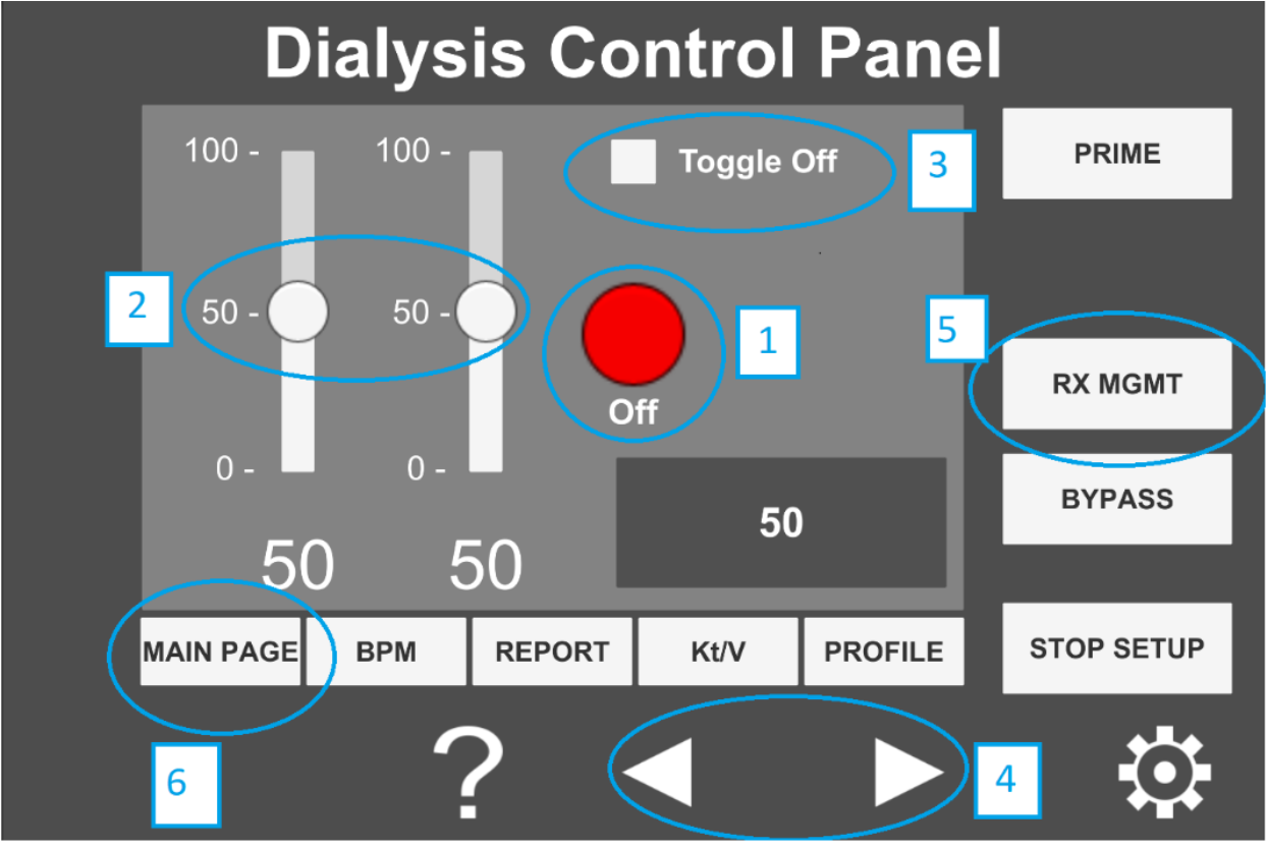 Dialysis Control Panel
100 -
100 -
Toggle Off
3
PRIME
2
50 -
50 -
1
5
Off
RX MGMT
0 -
0 -
BYPASS
50
50
50
MAIN PAGE
BPM
REPORT
Kt/V
PROFILE
STOP SETUP
6
?
4